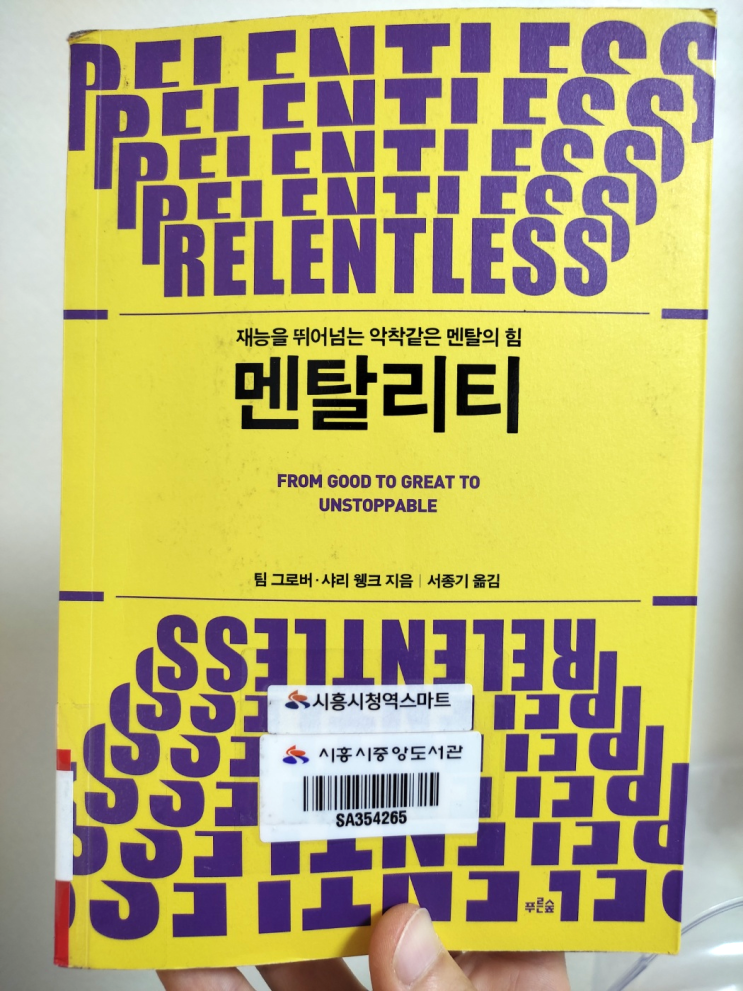 RELENTLESS
RELENTLESS
RELENTLESS
RELENTLESS
RELENTLESS
재능을 뛰어넘는 악착같은 멘탈의 힘
멘탈리티
FROM GOOD TO GREAT TO
UNSTOPPABLE
팀 그로버·샤리 웽크 지음 | 서종기 옮김
RELENTLESS
시흥시청역스마트
시흥시중앙도서관
SA354265
푸른숲